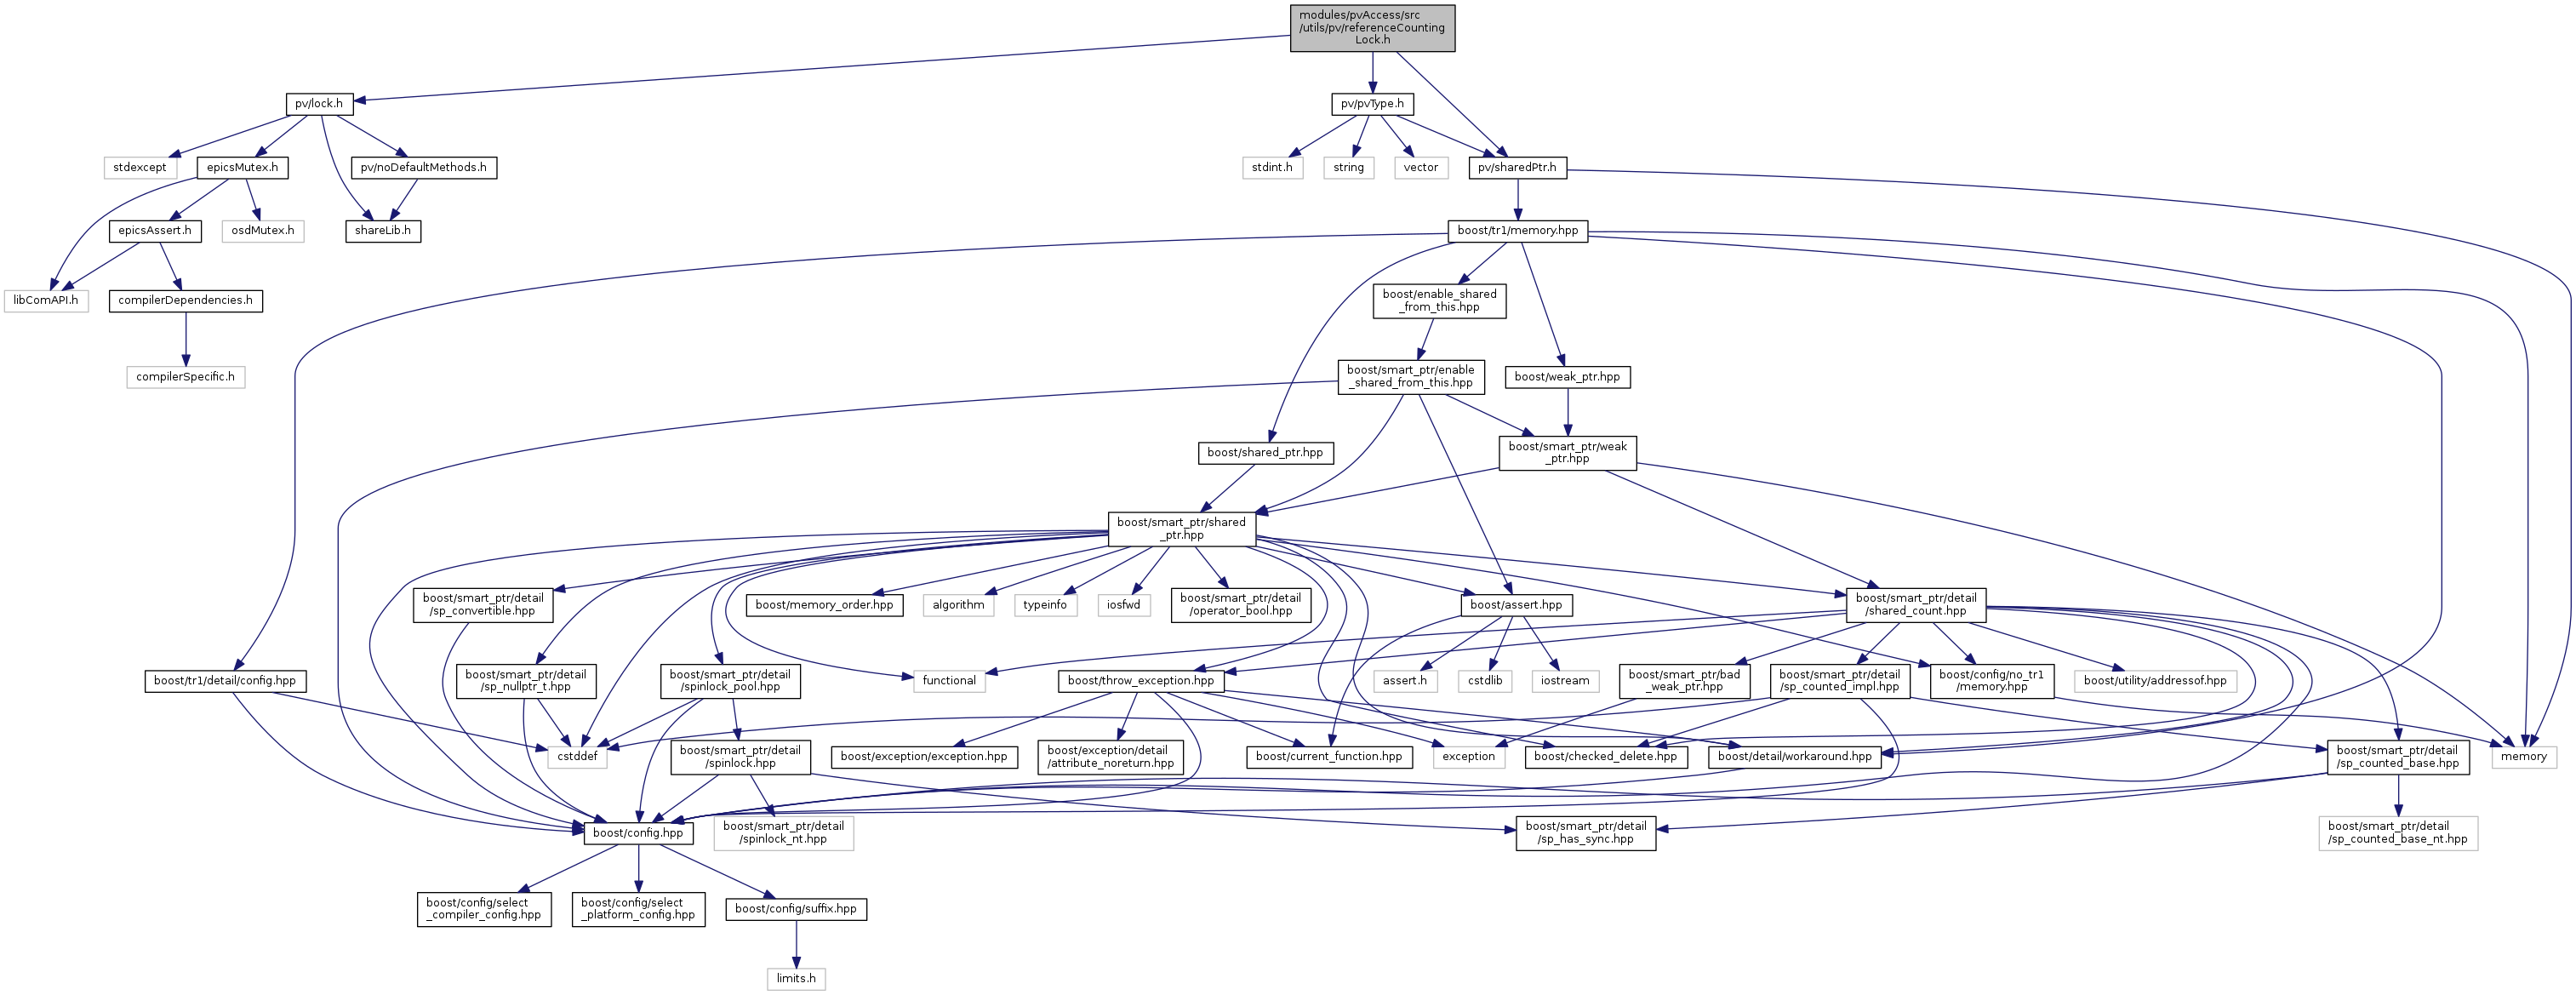 modules/pvAccess/src
/utils/pv/referenceCounting
Lock.h
pv/lock.h
pv/pvType.h
stdexcept
epicsMutex.h
pv/noDefaultMethods.h
stdint.h
string
vector
pv/sharedPtr.h
epicsAssert.h
osdMutex.h
shareLib.h
boost/tr1/memory.hpp
libComAPI.h
compilerDependencies.h
boost/enable_shared
_from_this.hpp
compilerSpecific.h
boost/smart_ptr/enable
_shared_from_this.hpp
boost/weak_ptr.hpp
boost/shared_ptr.hpp
boost/smart_ptr/weak
_ptr.hpp
boost/smart_ptr/shared
_ptr.hpp
boost/smart_ptr/detail
/sp_convertible.hpp
boost/memory_order.hpp
algorithm
typeinfo
iosfwd
boost/smart_ptr/detail
/operator_bool.hpp
boost/assert.hpp
boost/smart_ptr/detail
/shared_count.hpp
boost/tr1/detail/config.hpp
boost/smart_ptr/detail
/sp_nullptr_t.hpp
boost/smart_ptr/detail
/spinlock_pool.hpp
functional
boost/throw_exception.hpp
assert.h
cstdlib
iostream
boost/smart_ptr/bad
_weak_ptr.hpp
boost/smart_ptr/detail
/sp_counted_impl.hpp
boost/config/no_tr1
/memory.hpp
boost/utility/addressof.hpp
cstddef
boost/smart_ptr/detail
/spinlock.hpp
boost/exception/exception.hpp
boost/exception/detail
/attribute_noreturn.hpp
boost/current_function.hpp
exception
boost/checked_delete.hpp
boost/detail/workaround.hpp
boost/smart_ptr/detail
/sp_counted_base.hpp
memory
boost/config.hpp
boost/smart_ptr/detail
/spinlock_nt.hpp
boost/smart_ptr/detail
/sp_has_sync.hpp
boost/smart_ptr/detail
/sp_counted_base_nt.hpp
boost/config/select
_compiler_config.hpp
boost/config/select
_platform_config.hpp
boost/config/suffix.hpp
limits.h